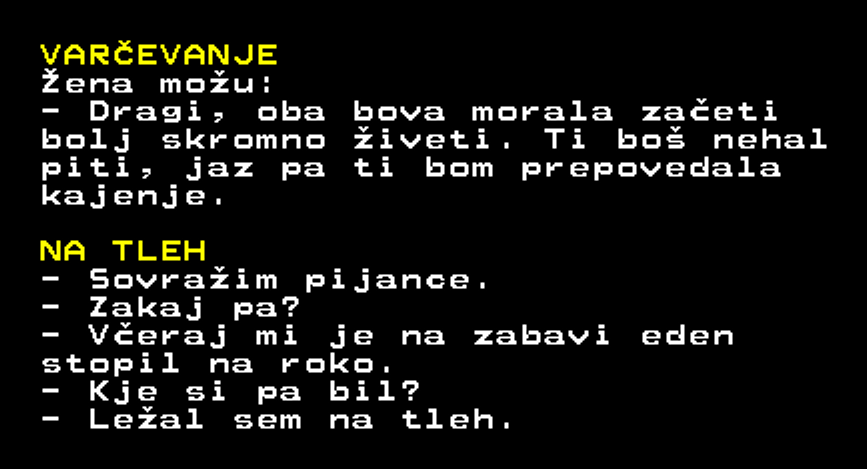 VARČEVANJE
Žena možu:
- Dragi, oba bova morala začeti
bolj skromno živeti. Ti boš nehal
piti, jaz pa ti bom prepovedala
kajenje.
NA TLEH
- Sovražim pijance.
- Zakaj pa?
- Včeraj mi je na zabavi eden
stopil na roko.
- Kje si pa bil?
- Ležal sem na tleh.